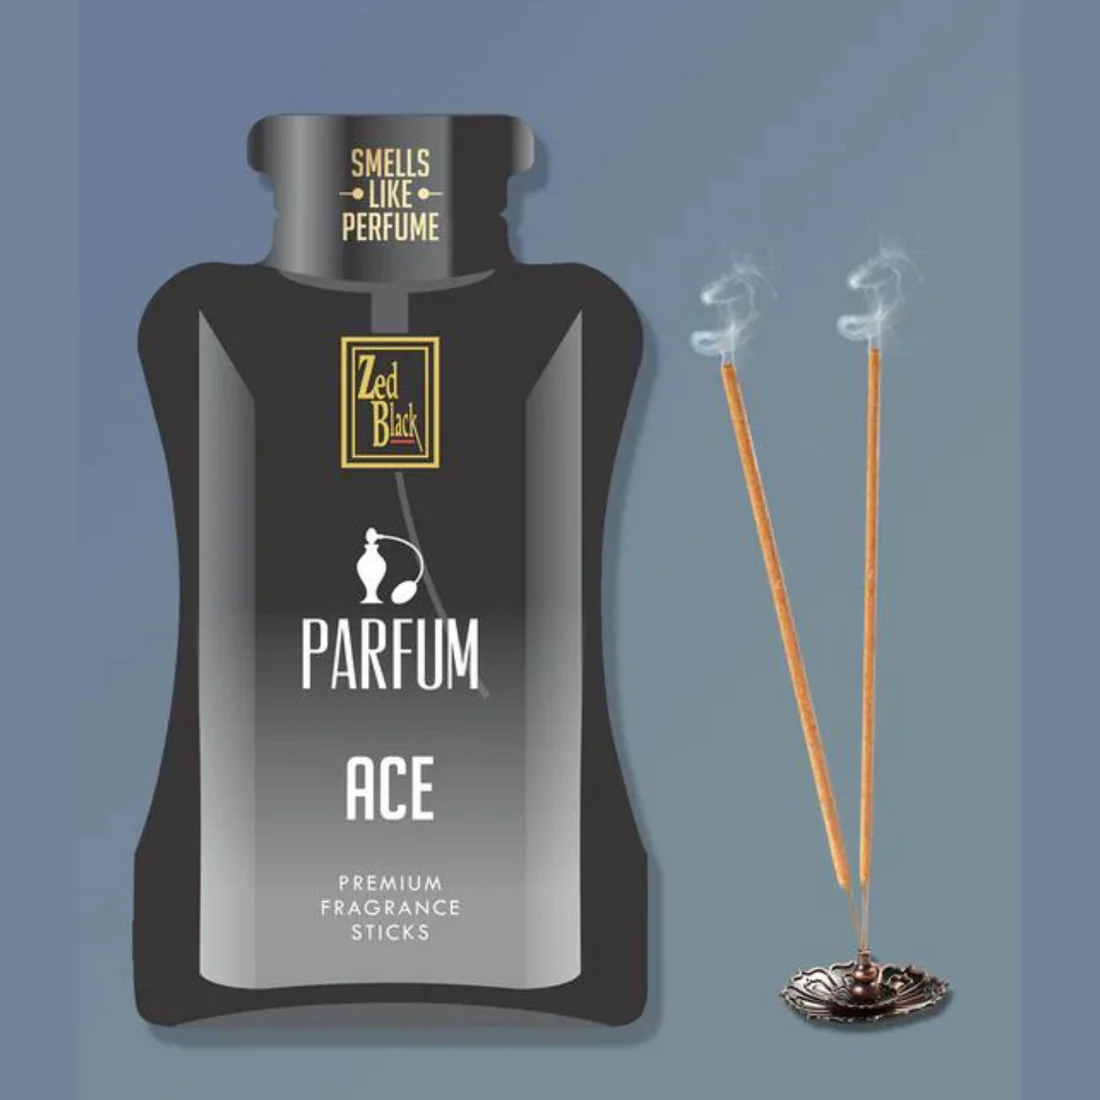 SMELLS
LIKE
PERFUME
Zed
Black
PARFUM
ACE
PREMIUM
FRAGRANCE
STICKS